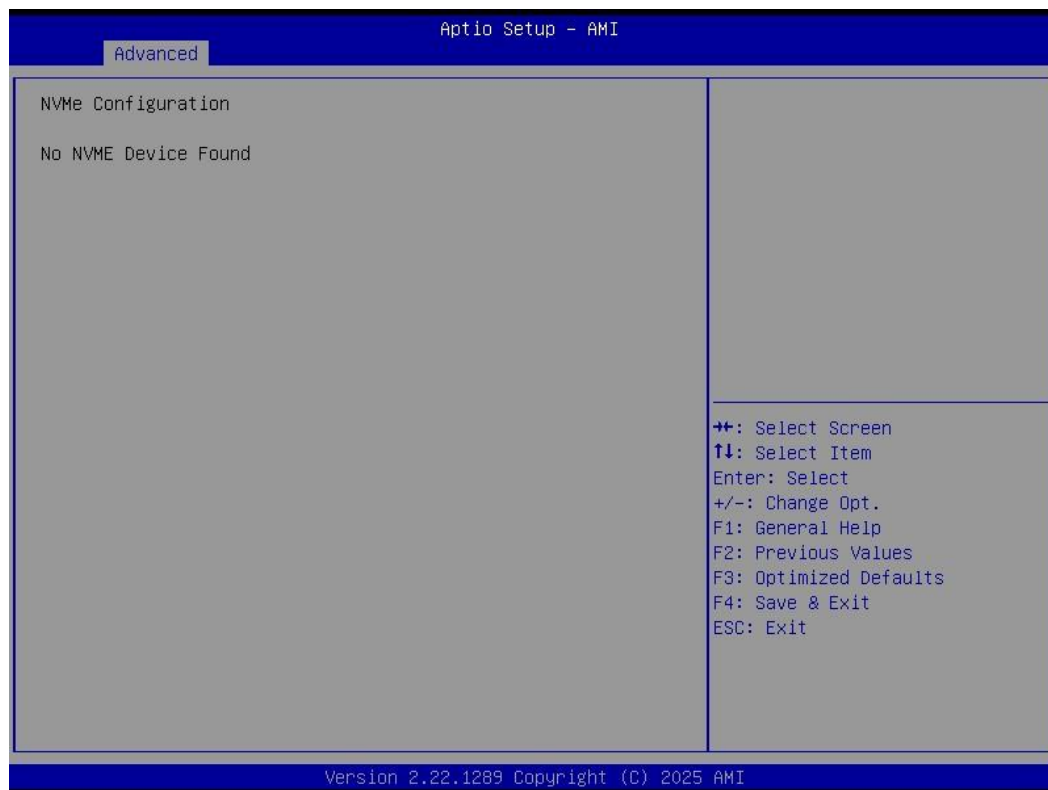 Aptio Setup – AMI
Advanced
NVMe Configuration
No NVME Device Found
→←: Select Screen
↑↓: Select Item
Enter: Select
+/-: Change Opt.
F1: General Help
F2: Previous Values
F3: Optimized Defaults
F4: Save & Exit
ESC: Exit
Version 2.22.1289 Copyright (C) 2025 AMI